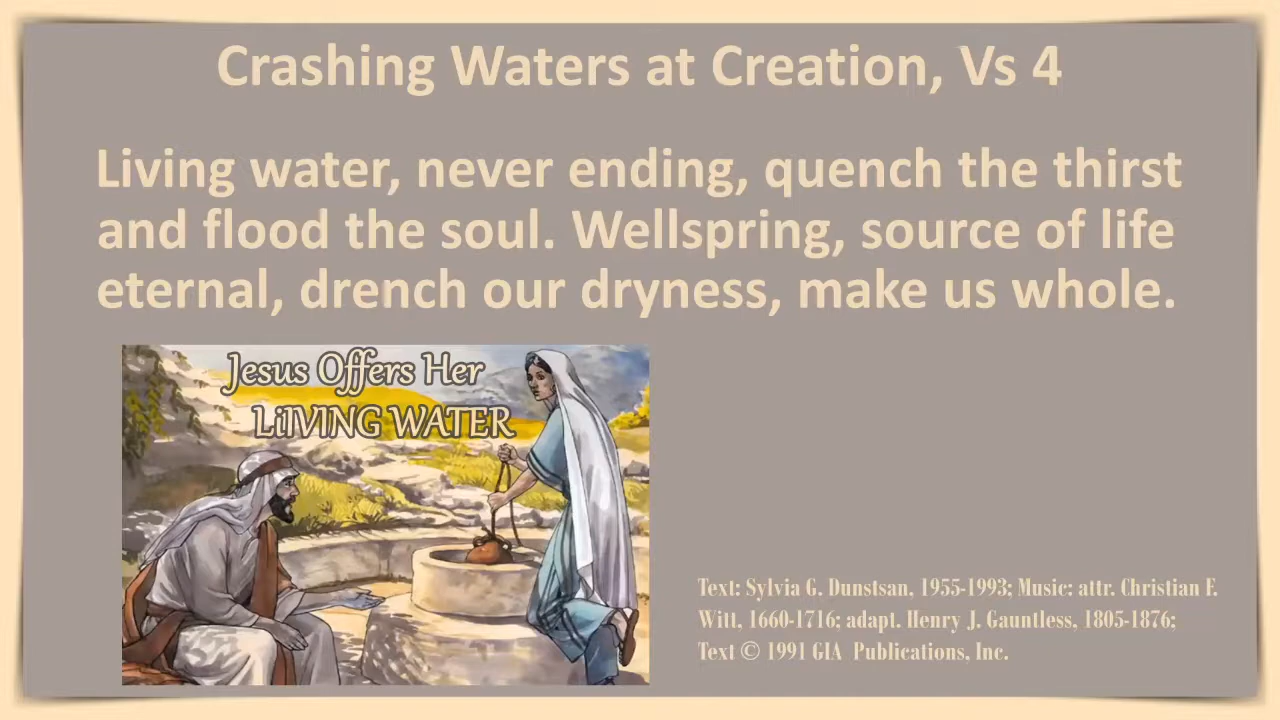 Crashing Waters at Creation, Vs 4
Living water, never ending, quench the thirst
and flood the soul. Wellspring, source of life
eternal, drench our dryness, make us whole.
Jesus Offers Her
LiIVING WATER
Text: Sylvia G. Dunstsan, 1955-1993; Music: attr. Christian F.
Witt, 1660-1716; adapt. Henry J. Gauntless, 1805-1876;
Text © 1991 GIA Publications, Inc.